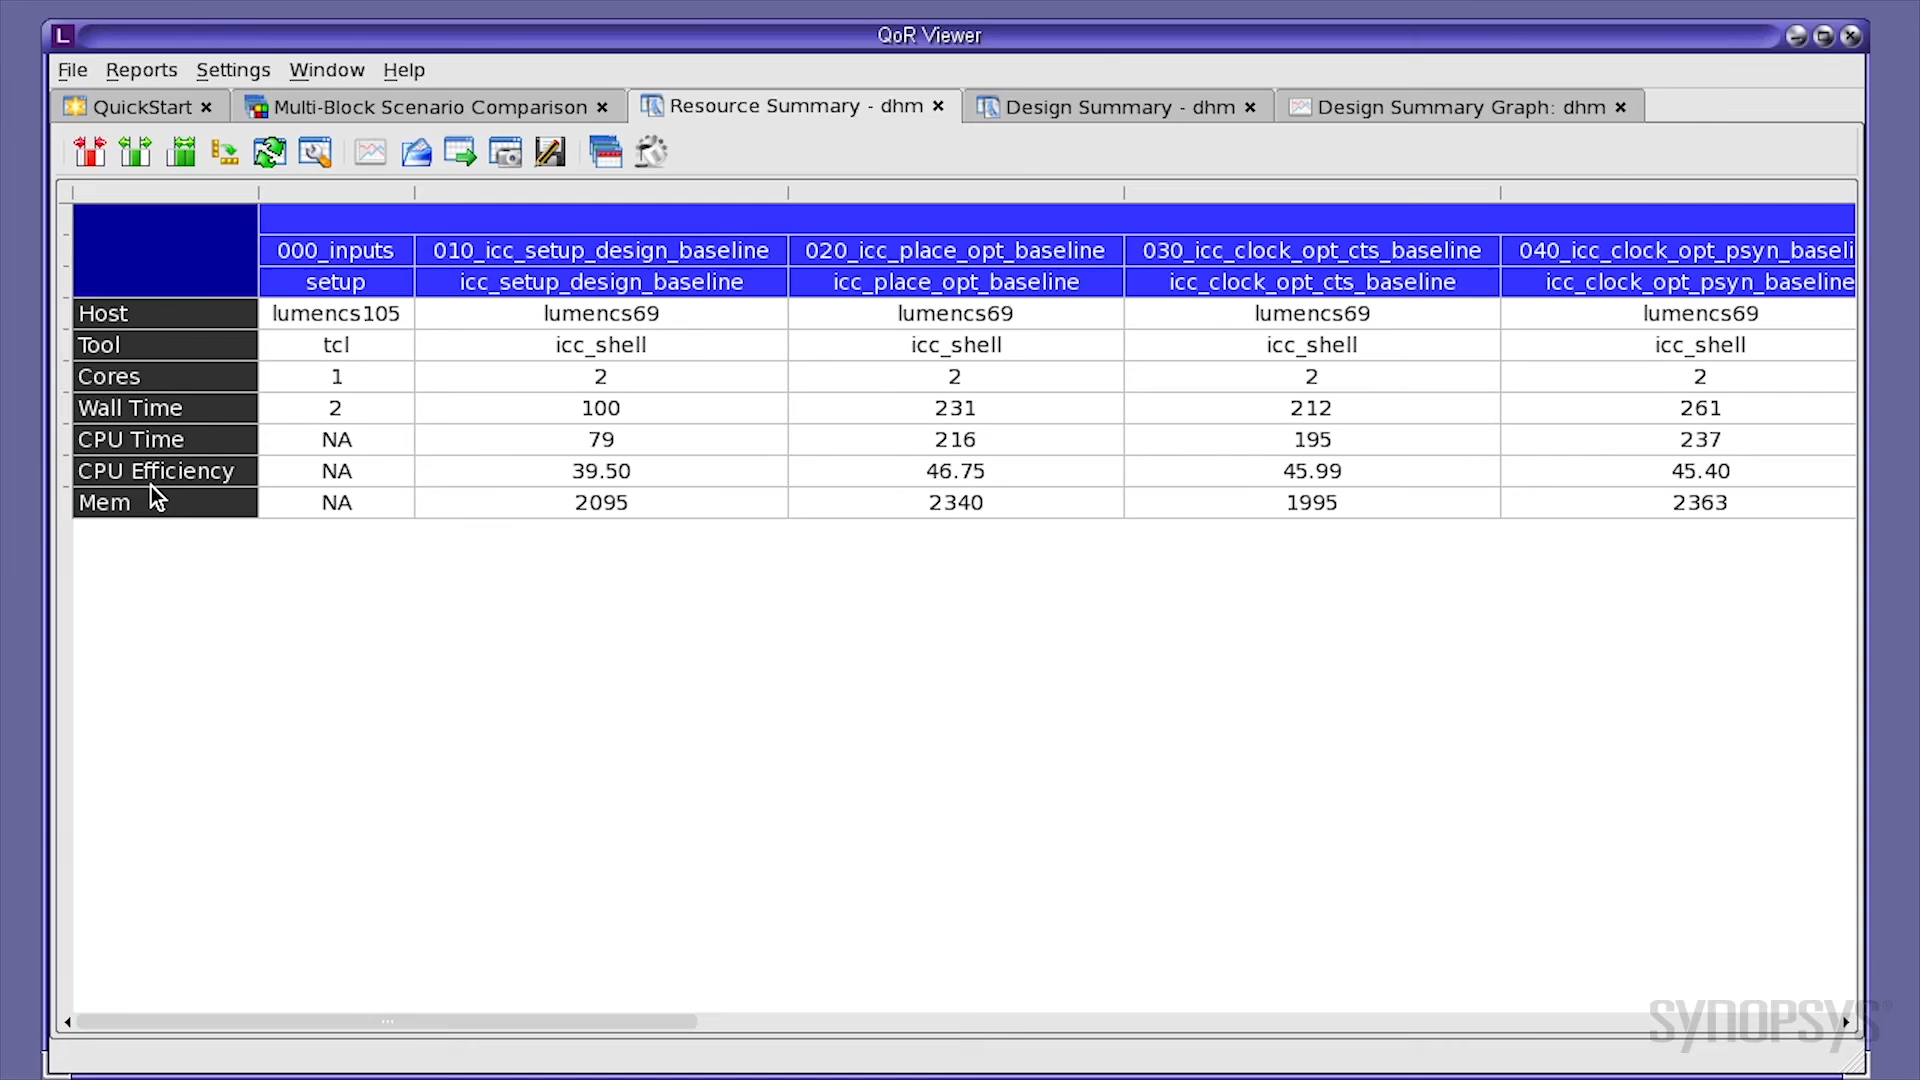 L QoR Viewer
File Reports Settings Window Help
QuickStart Multi-Block Scenario Comparison Resource Summary - dhm Design Summary - dhm Design Summary Graph: dhm
000_inputs 010_icc_setup_design_baseline 020_icc_place_opt_baseline 030_icc_clock_opt_cts_baseline 040_icc_clock_opt_psyn_baseli
setup icc_setup_design_baseline icc_place_opt_baseline icc_clock_opt_cts_baseline icc_clock_opt_psyn_baseline
Host lumencs105 lumencs69 lumencs69 lumencs69 lumencs69
Tool tcl icc_shell icc_shell icc_shell icc_shell
Cores 1 2 2 2 2
Wall Time 2 100 231 212 261
CPU Time NA 79 216 195 237
CPU Efficiency NA 39.50 46.75 45.99 45.40
Mem NA 2095 2340 1995 2363
SYNOPSYS®